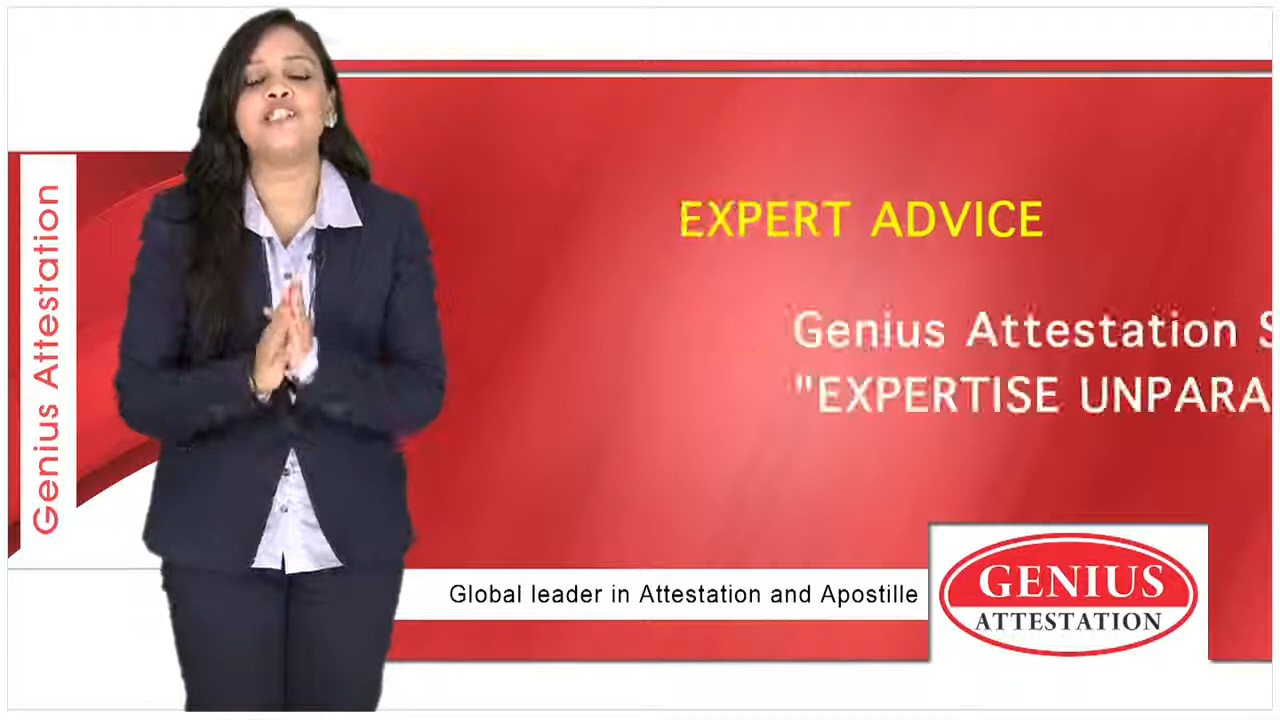 Genius Attestation
EXPERT ADVICE
Genius Attestation S
"EXPERTISE UNPARA
Global leader in Attestation and Apostille
GENIUS
ATTESTATION